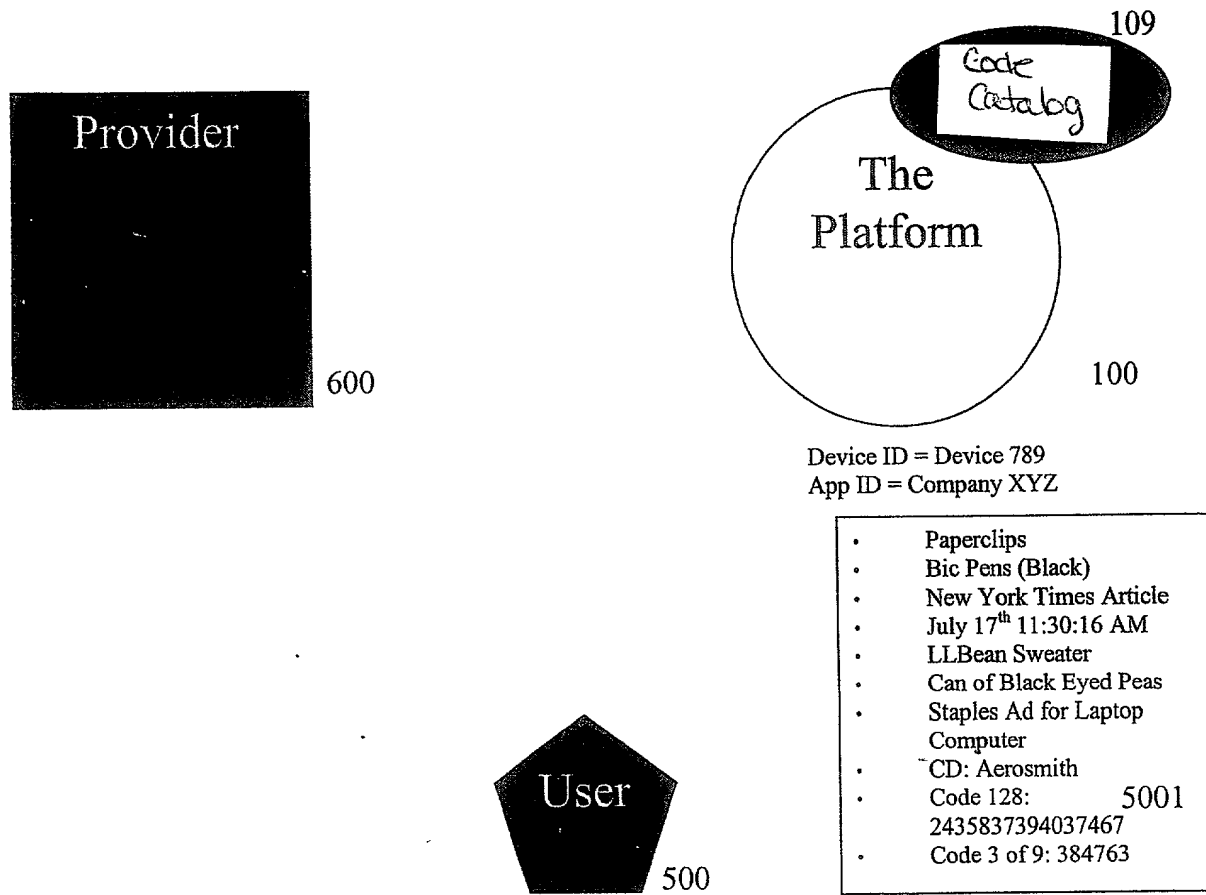 109
Code
Catalog
Provider
The
Platform
600
100
Device ID = Device 789
App ID = Company XYZ
• Paperclips
• Bic Pens (Black)
• New York Times Article
• July 17th 11:30:16 AM
• LLBean Sweater
• Can of Black Eyed Peas
• Staples Ad for Laptop
Computer
• CD: Aerosmith
• Code 128: 5001
2435837394037467
• Code 3 of 9: 384763
User
500